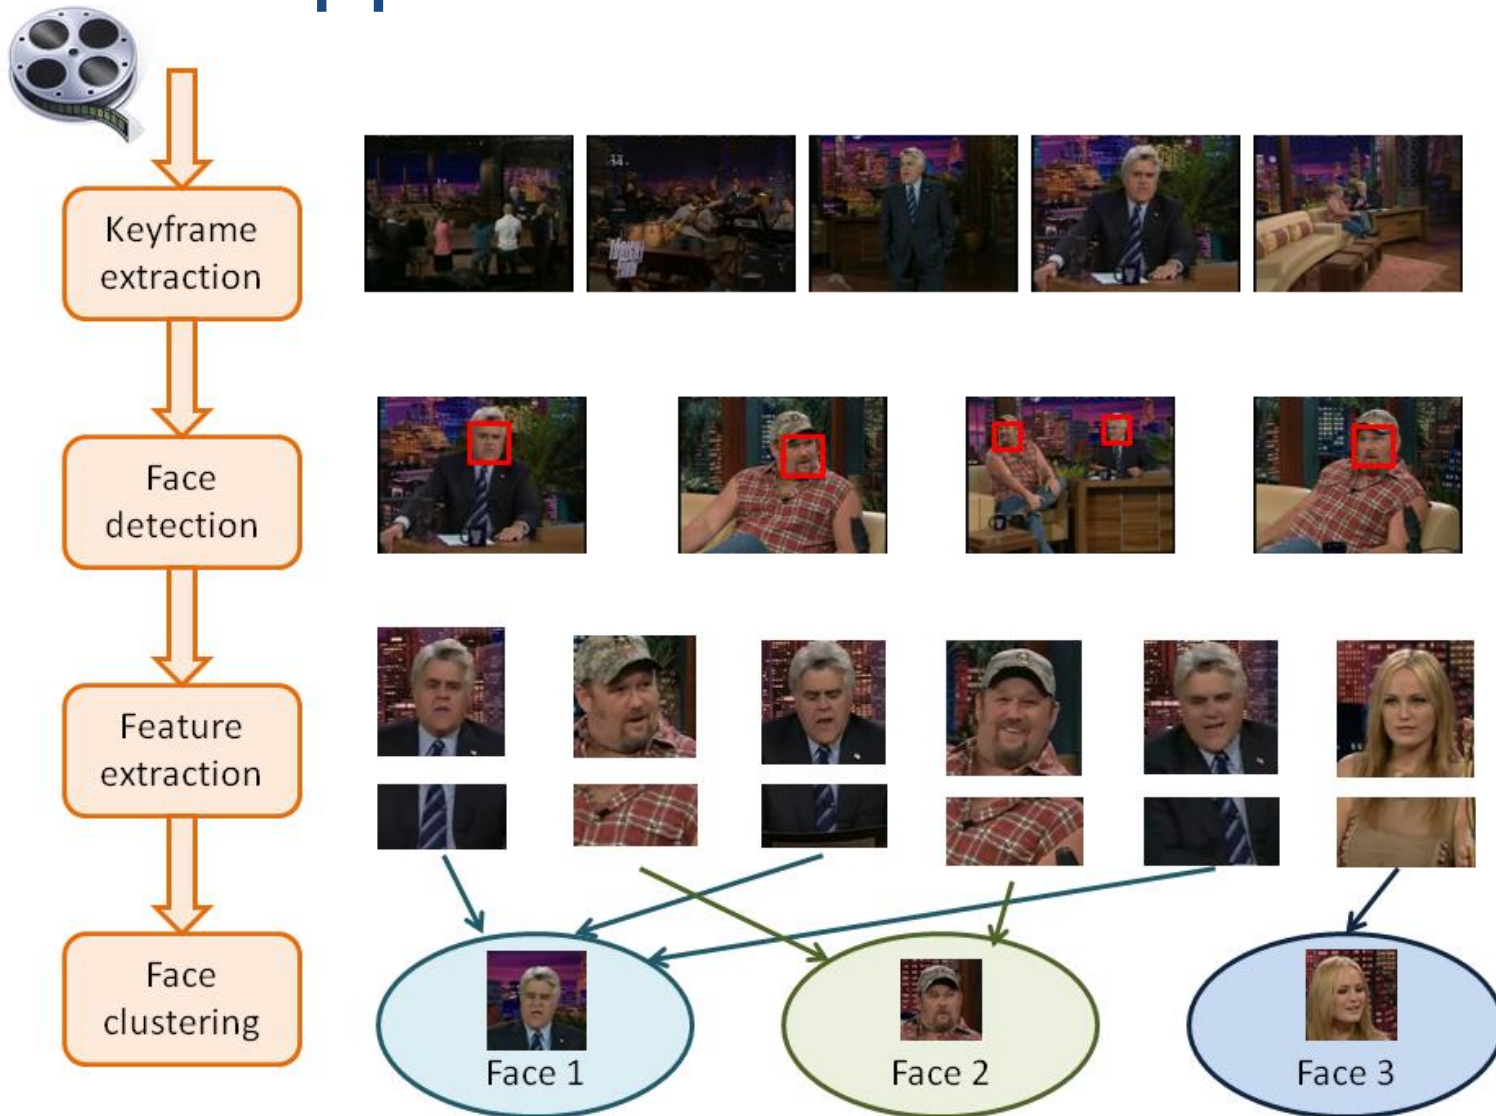 Keyframe
extraction
Face
detection
Feature
extraction
Face
clustering
Face 1
Face 2
Face 3